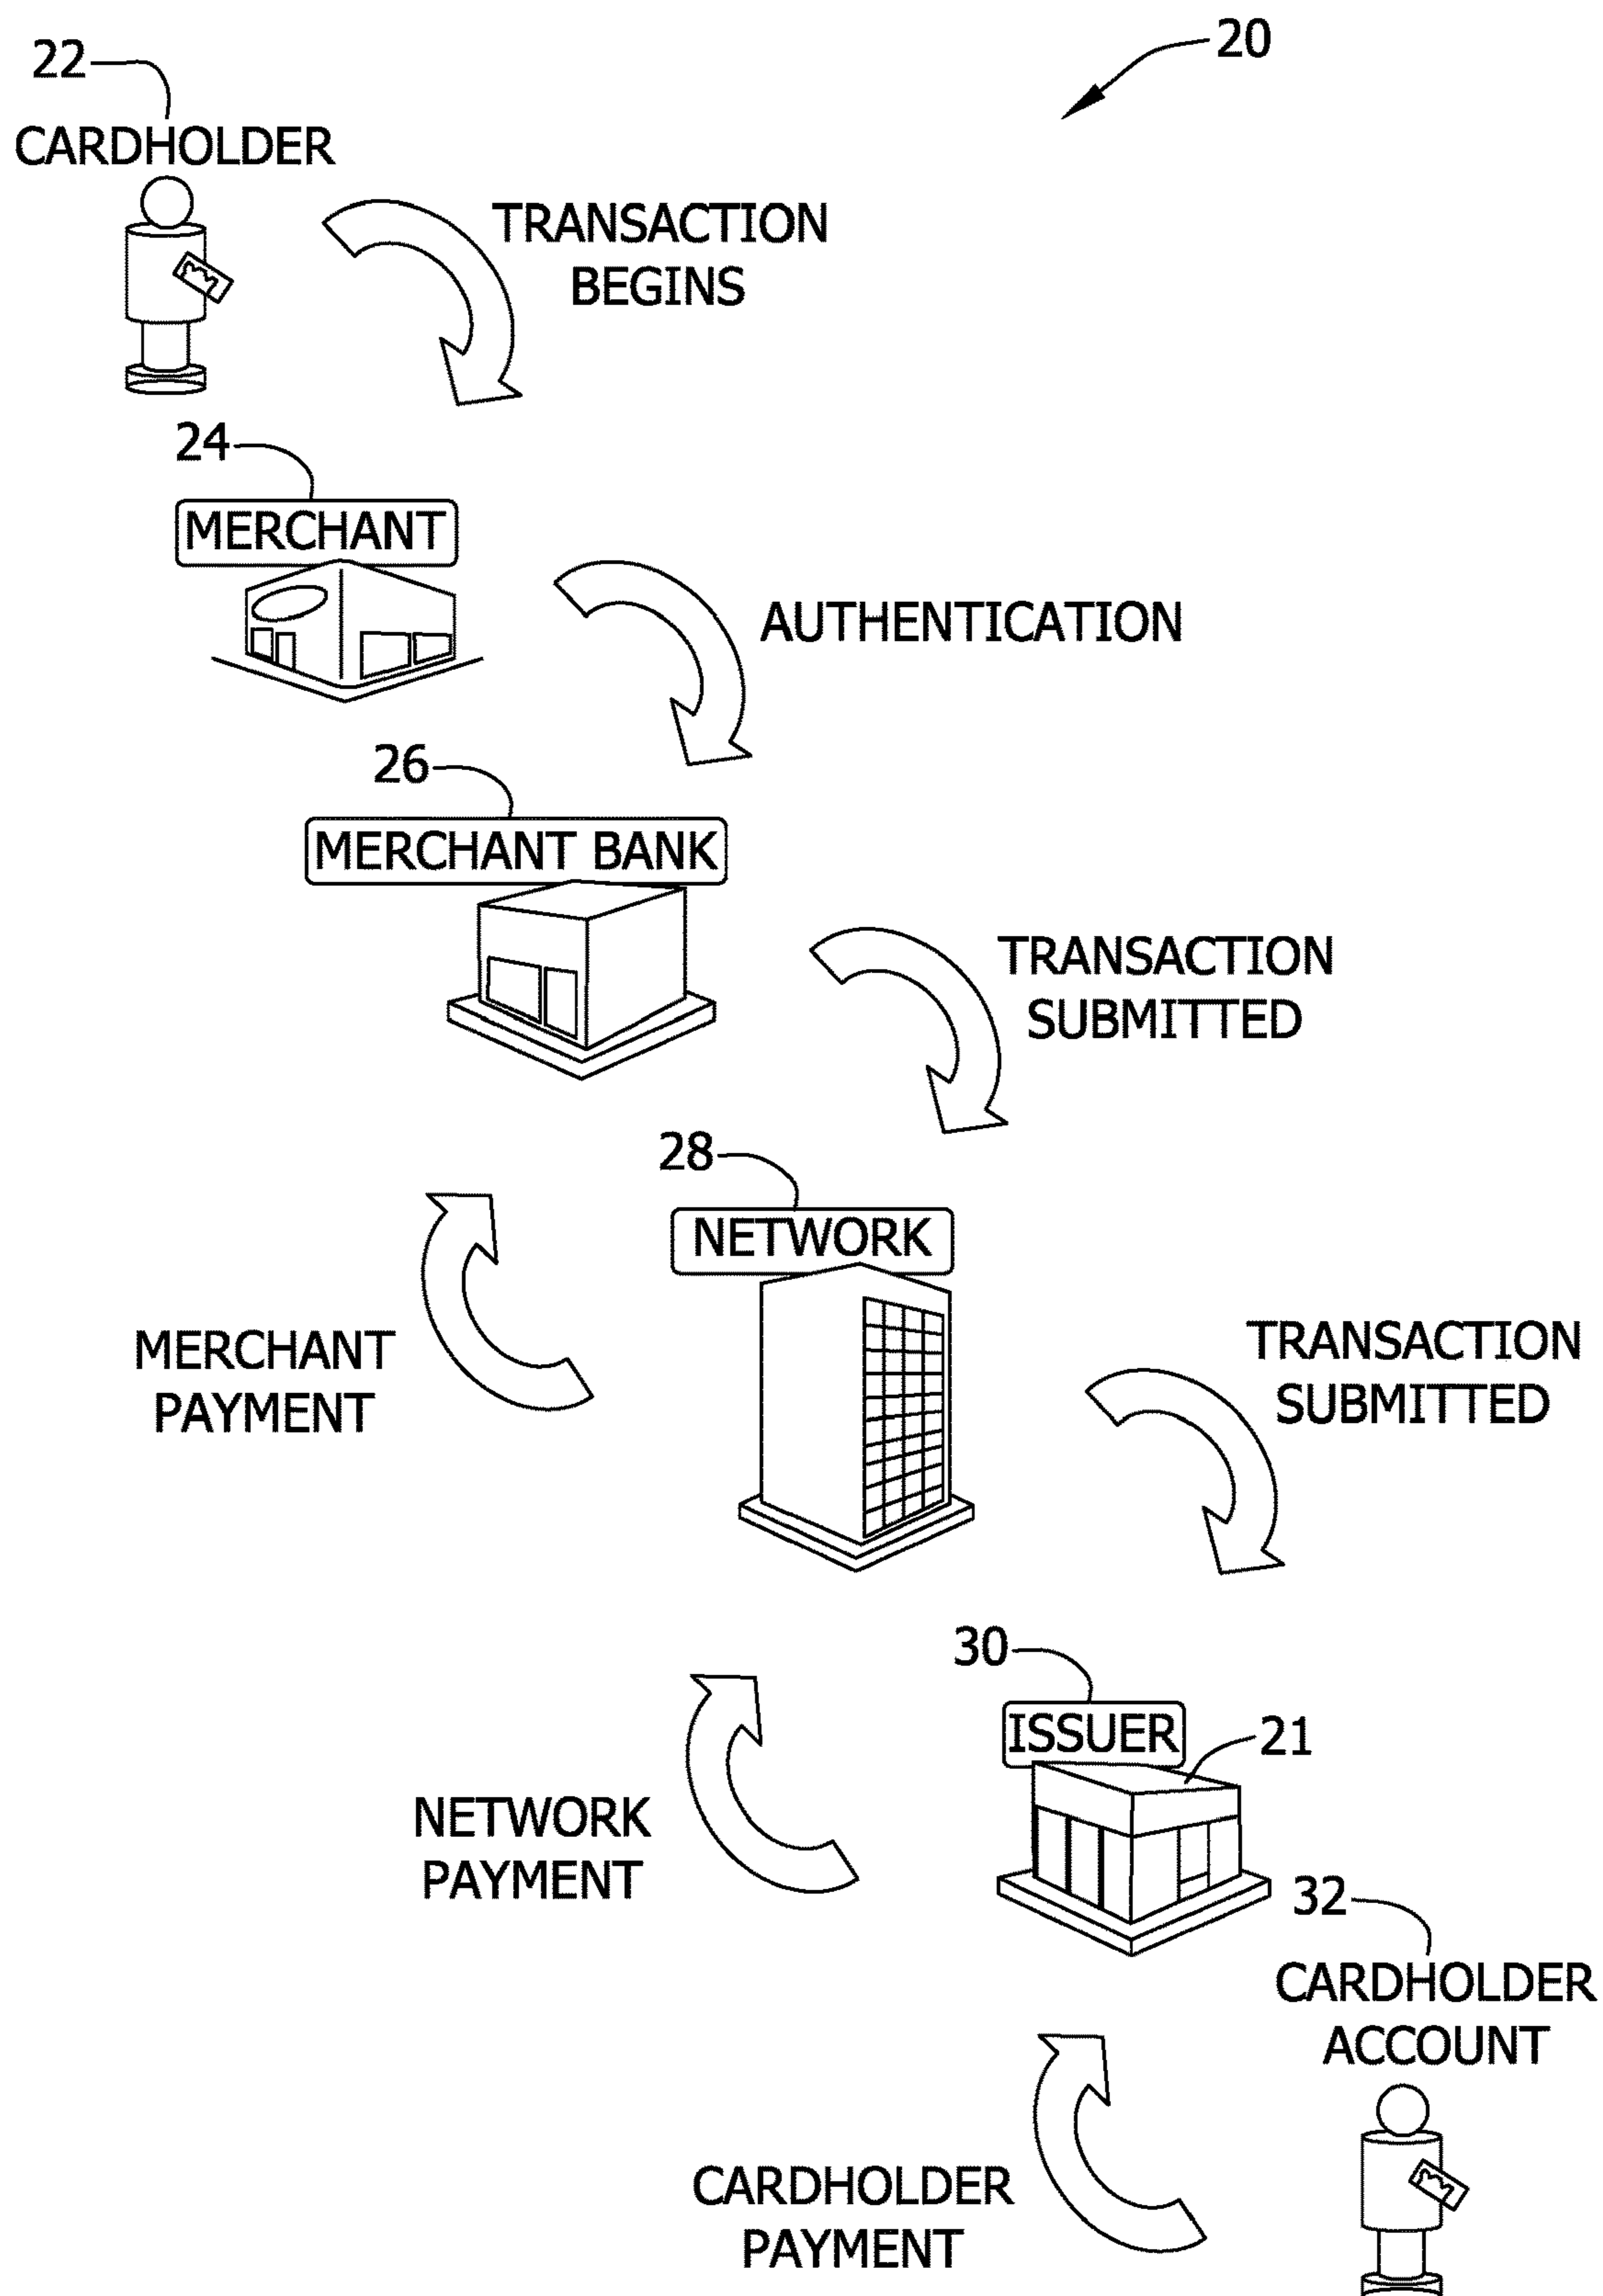 20
22
CARDHOLDER
TRANSACTION
BEGINS
24
MERCHANT
AUTHENTICATION
26
MERCHANT BANK
TRANSACTION
SUBMITTED
28
NETWORK
MERCHANT
PAYMENT
TRANSACTION
SUBMITTED
30
ISSUER
21
NETWORK
PAYMENT
32
CARDHOLDER
ACCOUNT
CARDHOLDER
PAYMENT